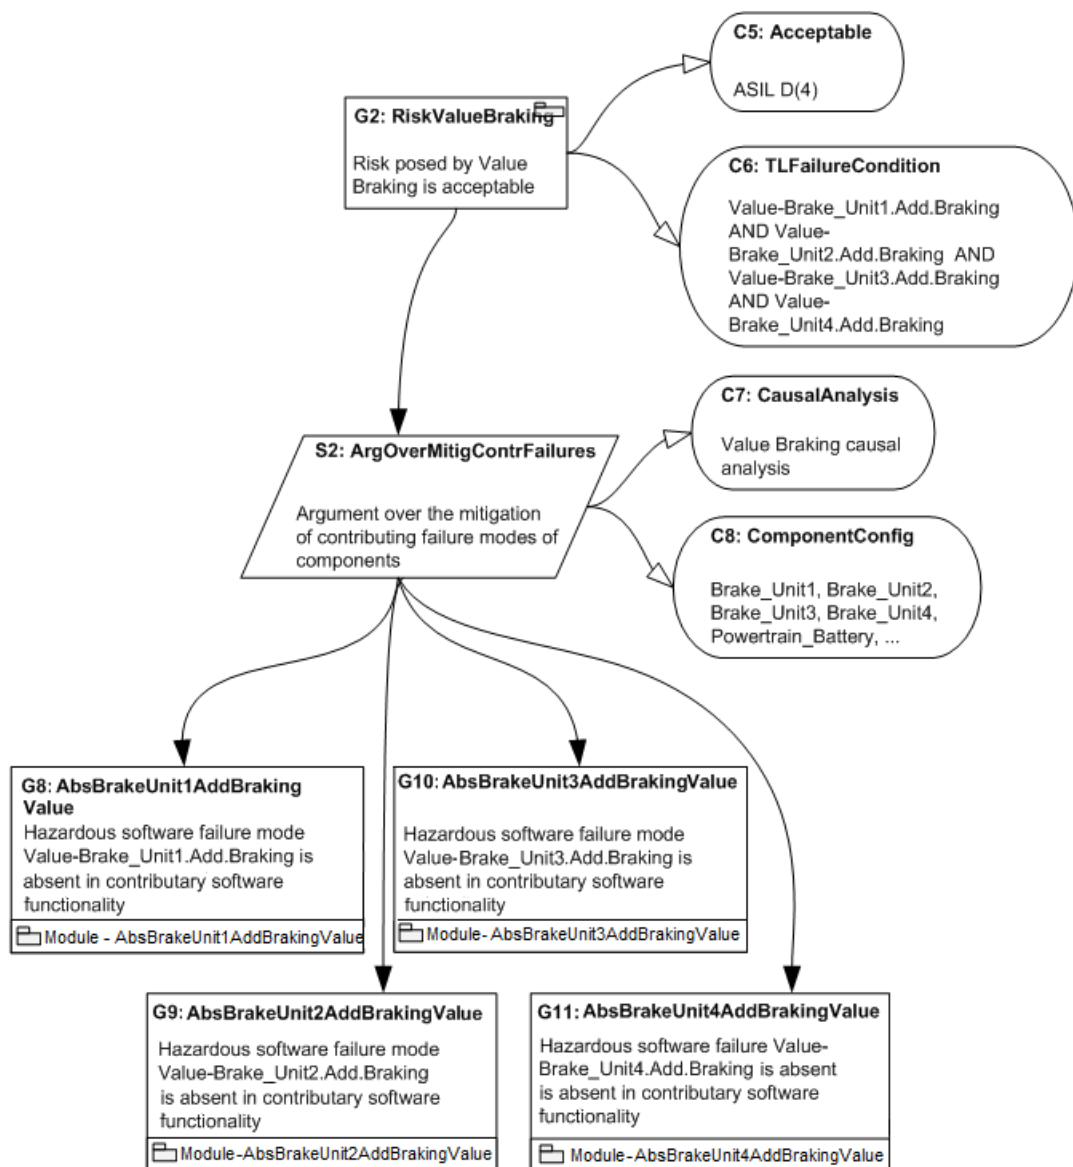 C5: Acceptable
ASIL D(4)
G2: RiskValueBraking
Risk posed by Value
Braking is acceptable
C6: TLFailureCondition
Value-Brake_Unit1.Add.Braking
AND Value-
Brake_Unit2.Add.Braking AND
Value-Brake_Unit3.Add.Braking
AND Value-
Brake_Unit4.Add.Braking
C7: CausalAnalysis
Value Braking causal
analysis
S2: ArgOverMitigContrFailures
Argument over the mitigation
of contributing failure modes of
components
C8: ComponentConfig
Brake_Unit1, Brake_Unit2,
Brake_Unit3, Brake_Unit4,
Powertrain_Battery, ...
G8: AbsBrakeUnit1AddBraking
Value
Hazardous software failure mode
Value-Brake_Unit1.Add.Braking is
absent in contributary software
functionality
Module - AbsBrakeUnit1AddBrakingValue
G10: AbsBrakeUnit3AddBrakingValue
Hazardous software failure mode
Value-Brake_Unit3.Add.Braking is
absent in contributary software
functionality
Module- AbsBrakeUnit3AddBrakingValue
G9: AbsBrakeUnit2AddBrakingValue
Hazardous software failure mode
Value-Brake_Unit2.Add.Braking
is absent in contributary software
functionality
Module-AbsBrakeUnit2AddBrakingValue
G11: AbsBrakeUnit4AddBrakingValue
Hazardous software failure Value-
Brake_Unit4.Add.Braking is absent
is absent in contributary software
functionality
Module-AbsBrakeUnit4AddBrakingValue